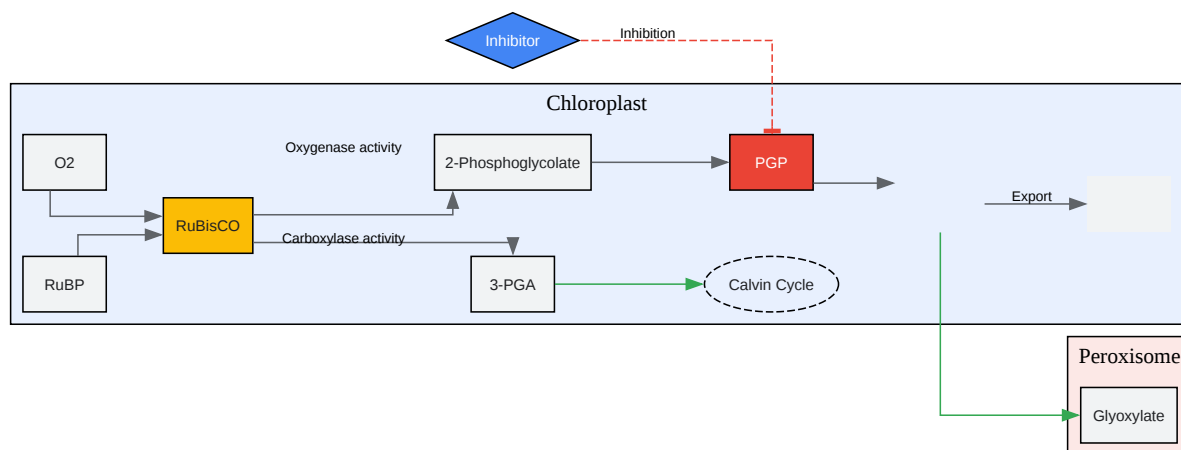 Inhibitor
Inhibition
Chloroplast
O2
Oxygenase activity
2-Phosphoglycolate
PGP
RuBisCO
Export
Carboxylase activity
RuBP
3-PGA
Calvin Cycle
Peroxisome
Glyoxylate